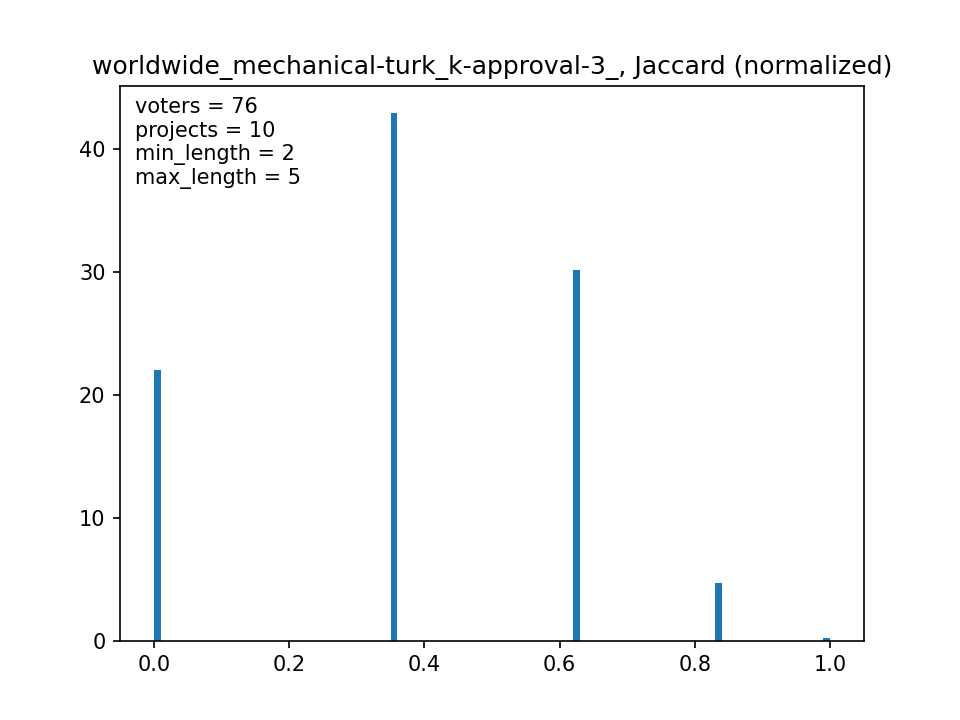 worldwide_mechanical-turk_k-approval-3_, Jaccard (normalized)
voters = 76
projects = 10
min_length = 2
max_length = 5
40
30
20
10
0
0.0 0.2 0.4 0.6 0.8 1.0